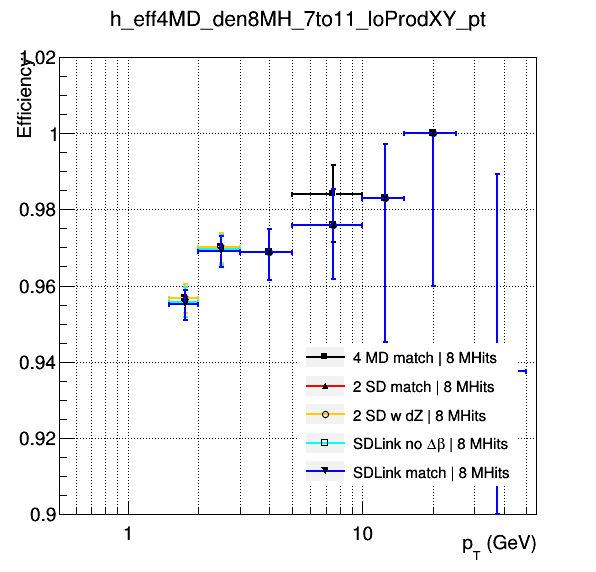 h_eff4MD_den8MH_7to11_loProdXY_pt
Efficiency
1.02
1
0.98
0.96
0.94
0.92
0.9
4 MD match | 8 MHits
2 SD match | 8 MHits
2 SD w dZ | 8 MHits
SDLink no Δβ | 8 MHits
SDLink match | 8 MHits
1
10
p_T (GeV)